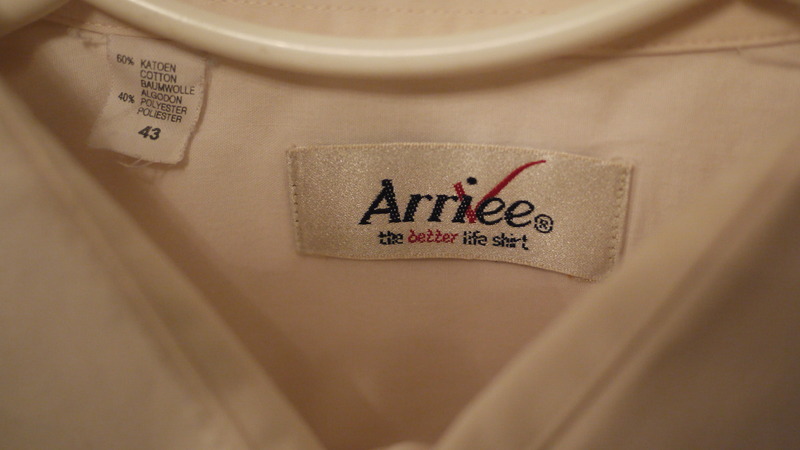 60% KATOEN
COTTON
BAUMWOLLE
ALGODON
40% POLYESTER
POLIESTER
43
Arrivee®
the better life shirt